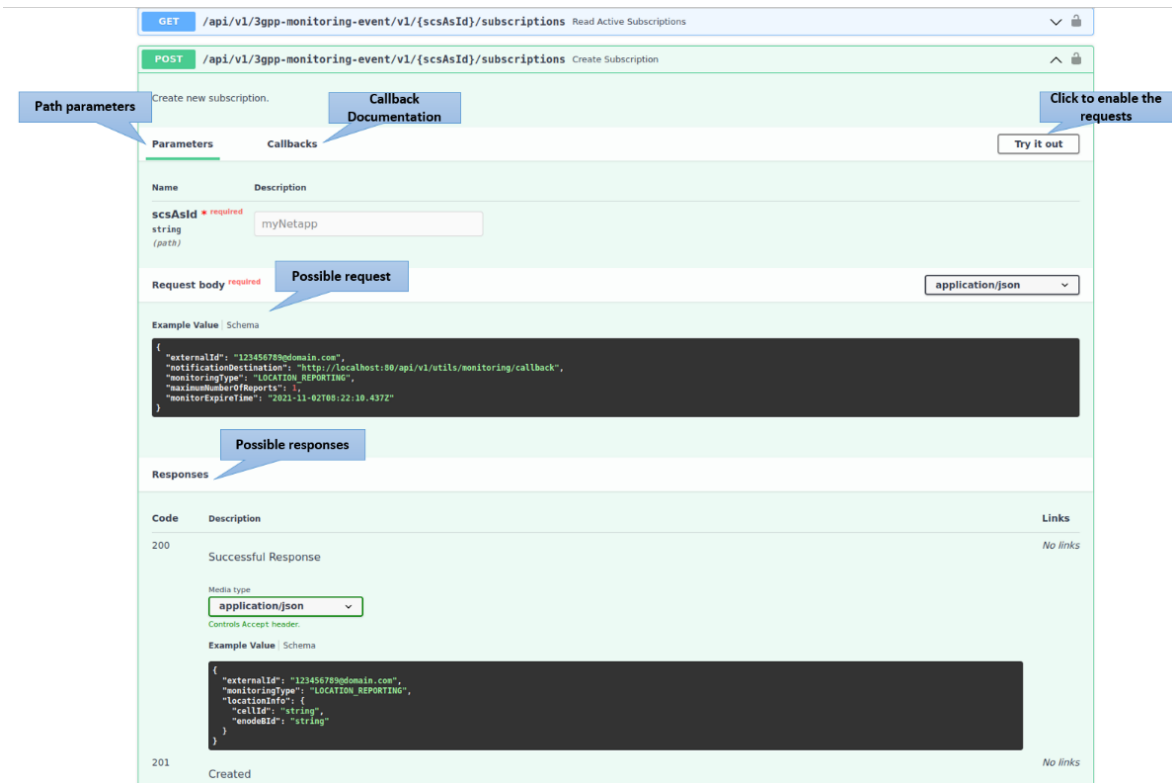 GET /api/v1/3gpp-monitoring-event/v1/{scsAsId}/subscriptions Read Active Subscriptions
POST /api/v1/3gpp-monitoring-event/v1/{scsAsId}/subscriptions Create Subscription
Path parameters
Create new subscription.
Callback
Documentation
Click to enable the
requests
Parameters
Callbacks
Try it out
Name Description
scsAsId * required
string
(path)
myNetapp
Request body required
Possible request
application/json
Example Value | Schema
{
"externalId": "123456789@domain.com",
"notificationDestination": "http://localhost:80/api/v1/utils/monitoring/callback",
"monitoringType": "LOCATION_REPORTING",
"maximumNumberOfReports": 1,
"monitorExpireTime": "2021-11-02T08:22:10.437Z"
}
Possible responses
Responses
Code Description Links
200 Successful Response No links
Media type
application/json
Controls Accept header.
Example Value | Schema
{
"externalId": "123456789@domain.com",
"monitoringType": "LOCATION_REPORTING",
"locationInfo": {
"cellId": "string",
"enodeBId": "string"
}
}
201 Created No links